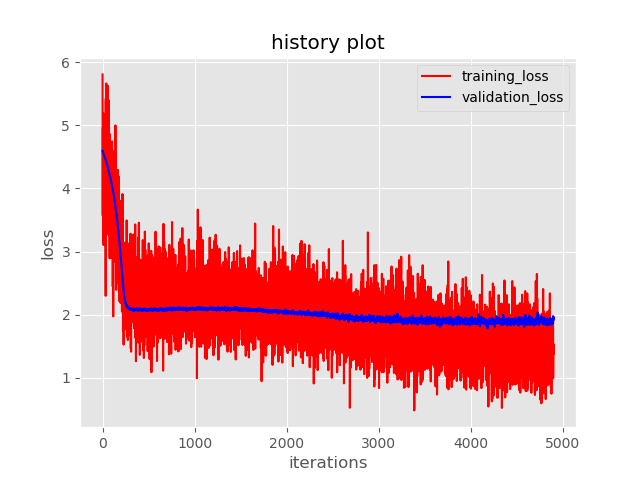 history plot
training_loss
validation_loss
6
5
4
3
2
1
loss
0 1000 2000 3000 4000 5000
iterations